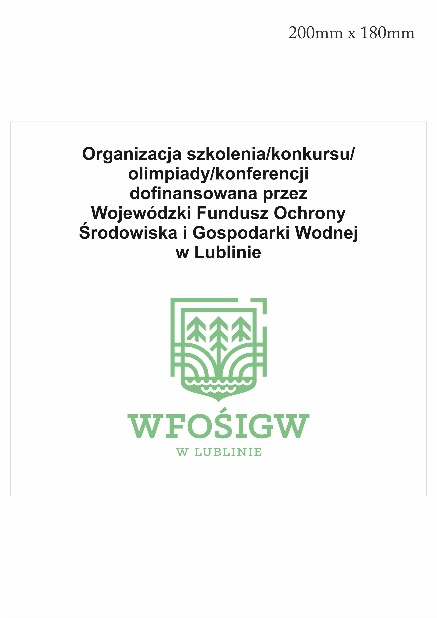 200mm x 180mm
Organizacja szkolenia/konkursu/
olimpiady/konferencji
dofinansowana przez
Wojewódzki Fundusz Ochrony
Środowiska i Gospodarki Wodnej
w Lublinie
WFOŚIGW
W LUBLINIE